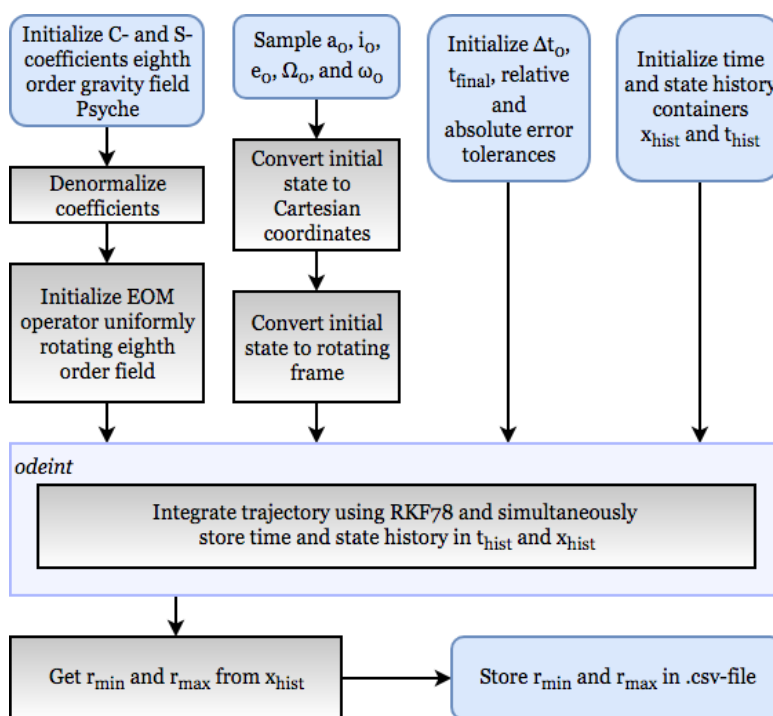 Initialize C- and S-
coefficients eighth
order gravity field
Psyche
Sample a₀, i₀,
e₀, Ω₀, and ω₀
Initialize Δt₀,
t_final, relative
and
absolute error
tolerances
Initialize time
and state history
containers
x_hist and t_hist
Denormalize
coefficients
Convert initial
state to
Cartesian
coordinates
Initialize EOM
operator uniformly
rotating eighth
order field
Convert initial
state to rotating
frame
odeint
Integrate trajectory using RKF78 and simultaneously
store time and state history in t_hist and x_hist
Get r_min and r_max from x_hist
Store r_min and r_max in .csv-file